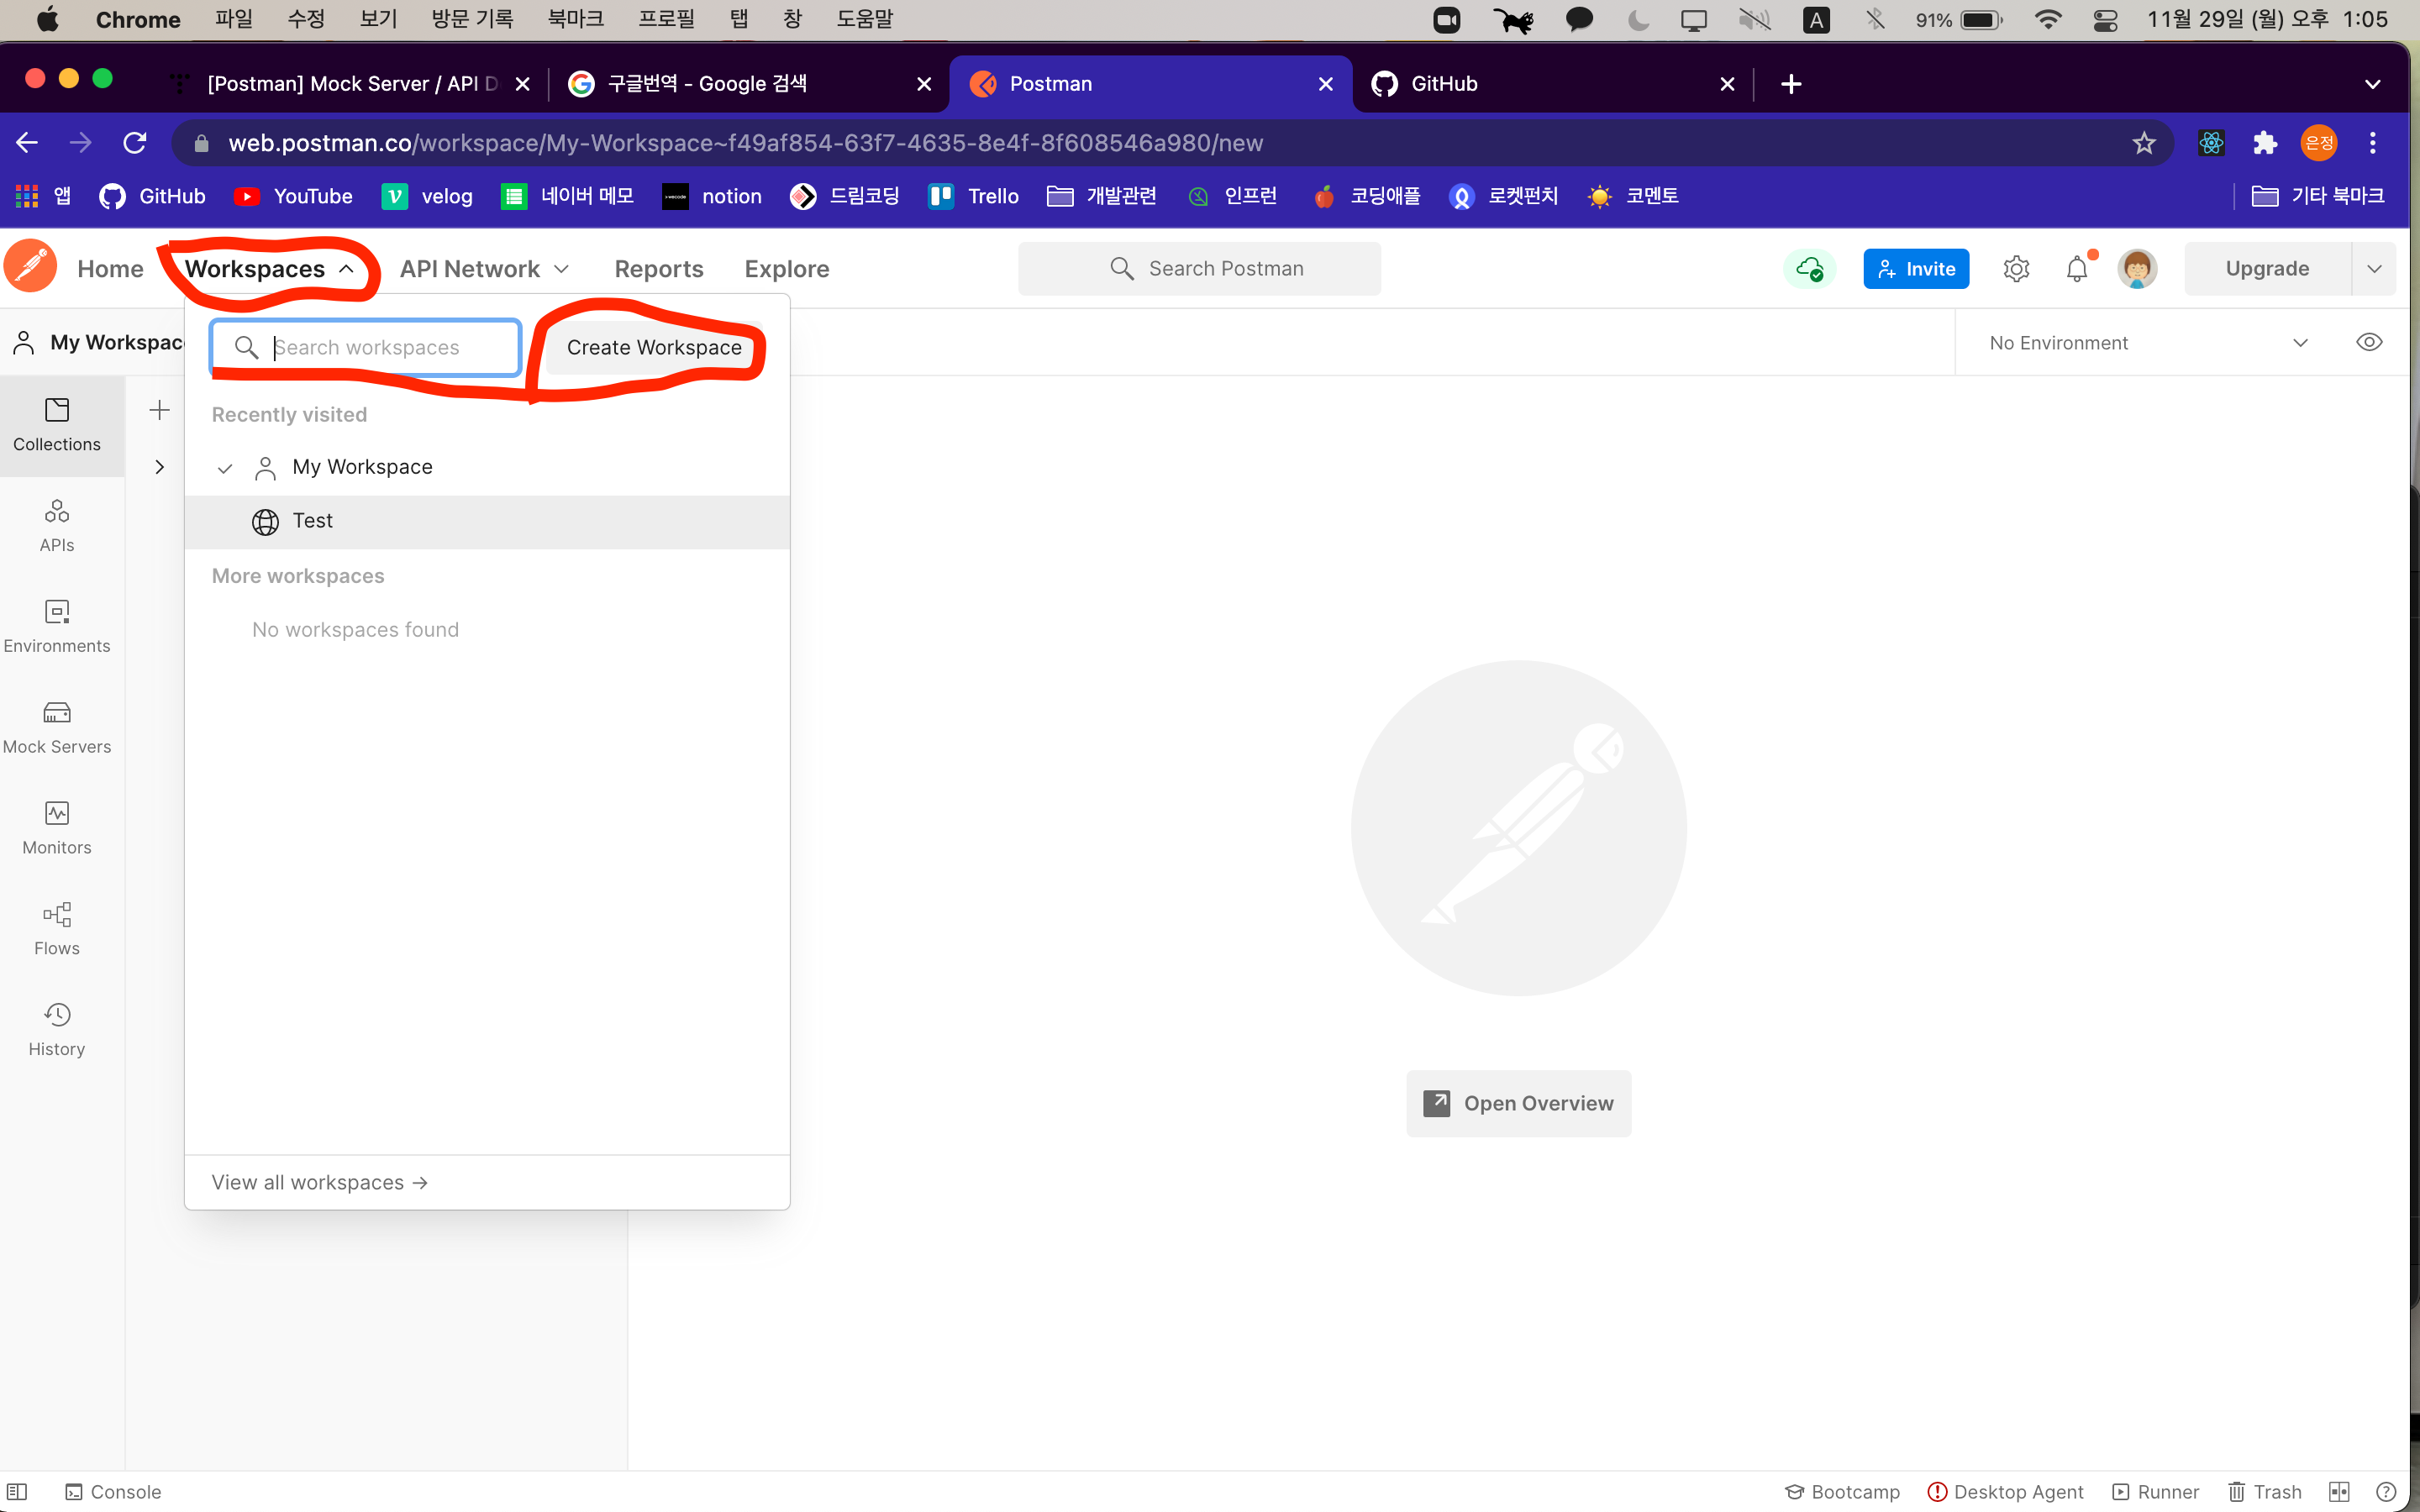 Chrome 파일 수정 보기 방문 기록 북마크 프로필 탭 창 도움말 A 91% 11월 29일 (월) 오후 1:05
[Postman] Mock Server / API D 구글번역 - Google 검색 Postman GitHub
web.postman.co/workspace/My-Workspace~f49af854-63f7-4635-8e4f-8f608546a980/new 은정
앱 GitHub YouTube velog 네이버 메모 notion 드림코딩 Trello 개발관련 인프런 코딩애플 로켓펀치 코멘토 기타 북마크
Home Workspaces API Network Reports Explore Search Postman Invite Upgrade
My Workspac Search workspaces Create Workspace No Environment
Recently visited
Collections
My Workspace
Test
APIs
More workspaces
No workspaces found
Environments
Mock Servers
Monitors
Flows
History
Open Overview
View all workspaces →
Console Bootcamp Desktop Agent Runner Trash